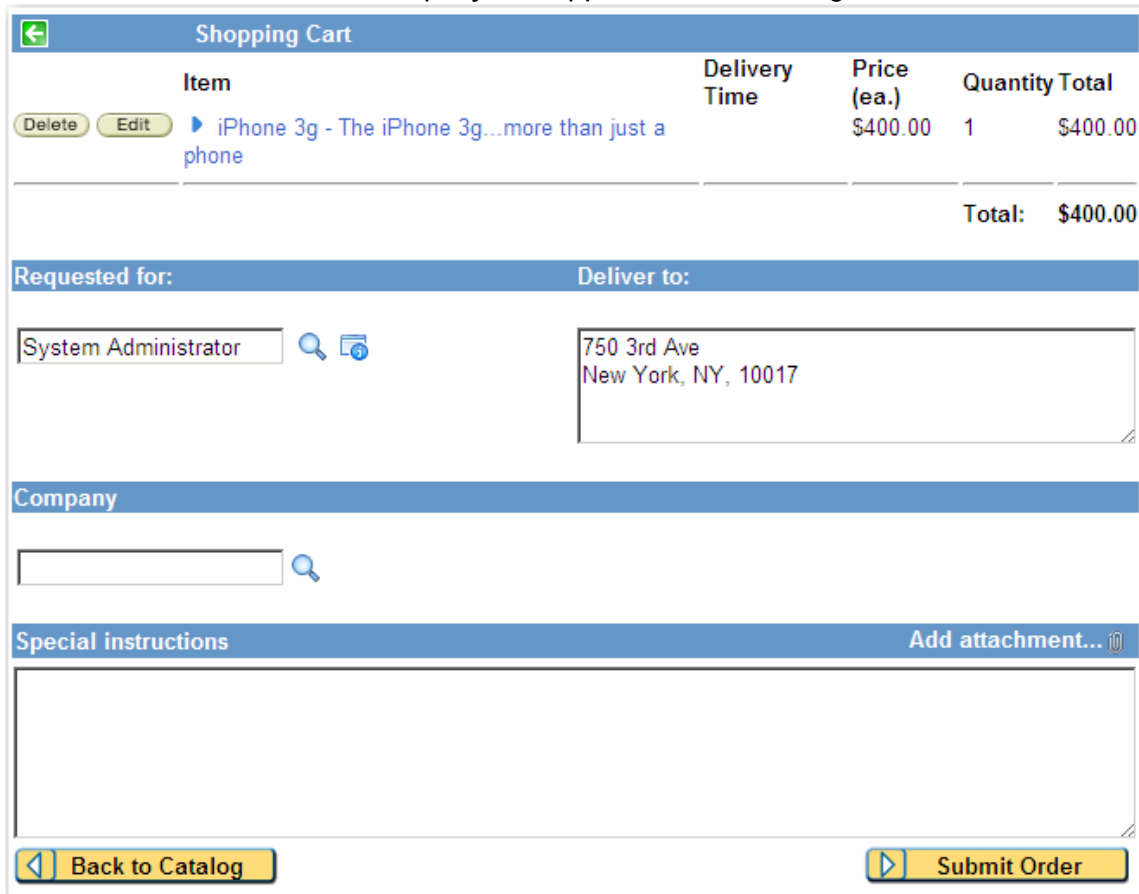 Shopping Cart
Item Delivery Time Price (ea.) Quantity Total
Delete Edit iPhone 3g - The iPhone 3g...more than just a phone $400.00 1 $400.00
Total: $400.00
Requested for: Deliver to:
System Administrator 750 3rd Ave
New York, NY, 10017
Company
Special instructions Add attachment...
Back to Catalog Submit Order